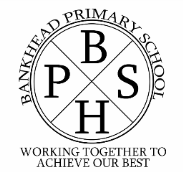 BANKHEAD PRIMARY SCHOOL
B
P S
H
WORKING TOGETHER TO
ACHIEVE OUR BEST